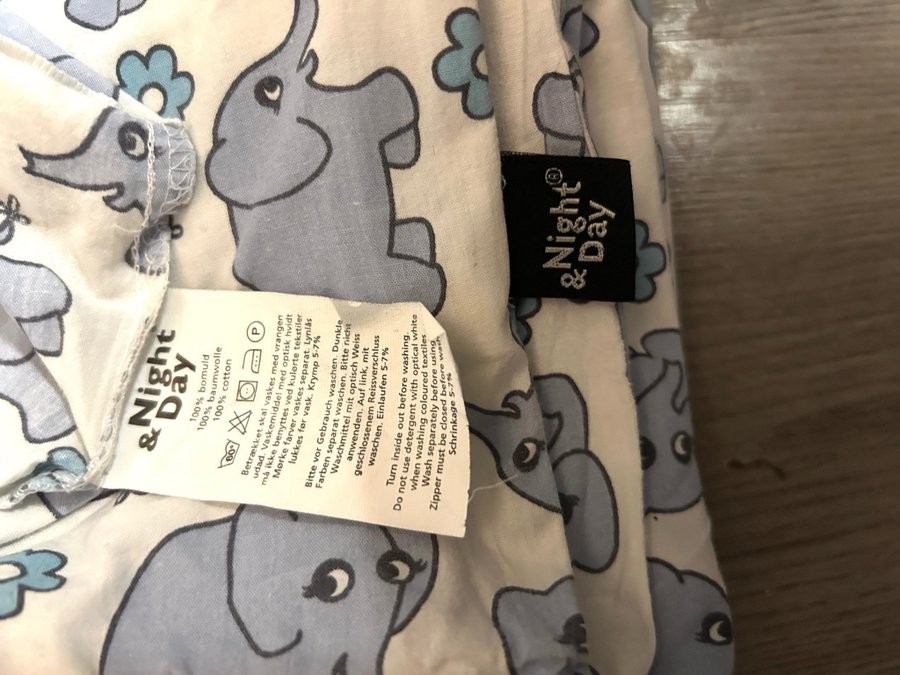 & Night®
Day
& Night
Day
100% bomuld
100% baumwolle
100% cotton
60°
P
Betrækket skal vaskes med vrangen
udad. Vaskemiddel med optisk hvidt
må ikke benyttes ved kulørte tekstiler
Mørke farver vaskes separat. Lynlås
lukkes før vask. Krymp 5-7%
Bitte vor Gebrauch waschen. Dunkle
Farben separat waschen. Bitte nicht
Waschmittel mit optisch Weiss
anwenden. Auf link, mit
geschlossenem Reissverschluss
waschen. Einlaufen 5-7%
Turn inside out before washing.
Do not use detergent with optical white
when washing coloured textiles
Wash separately before using.
Zipper must be closed before wash
Schrinkage 5-7%